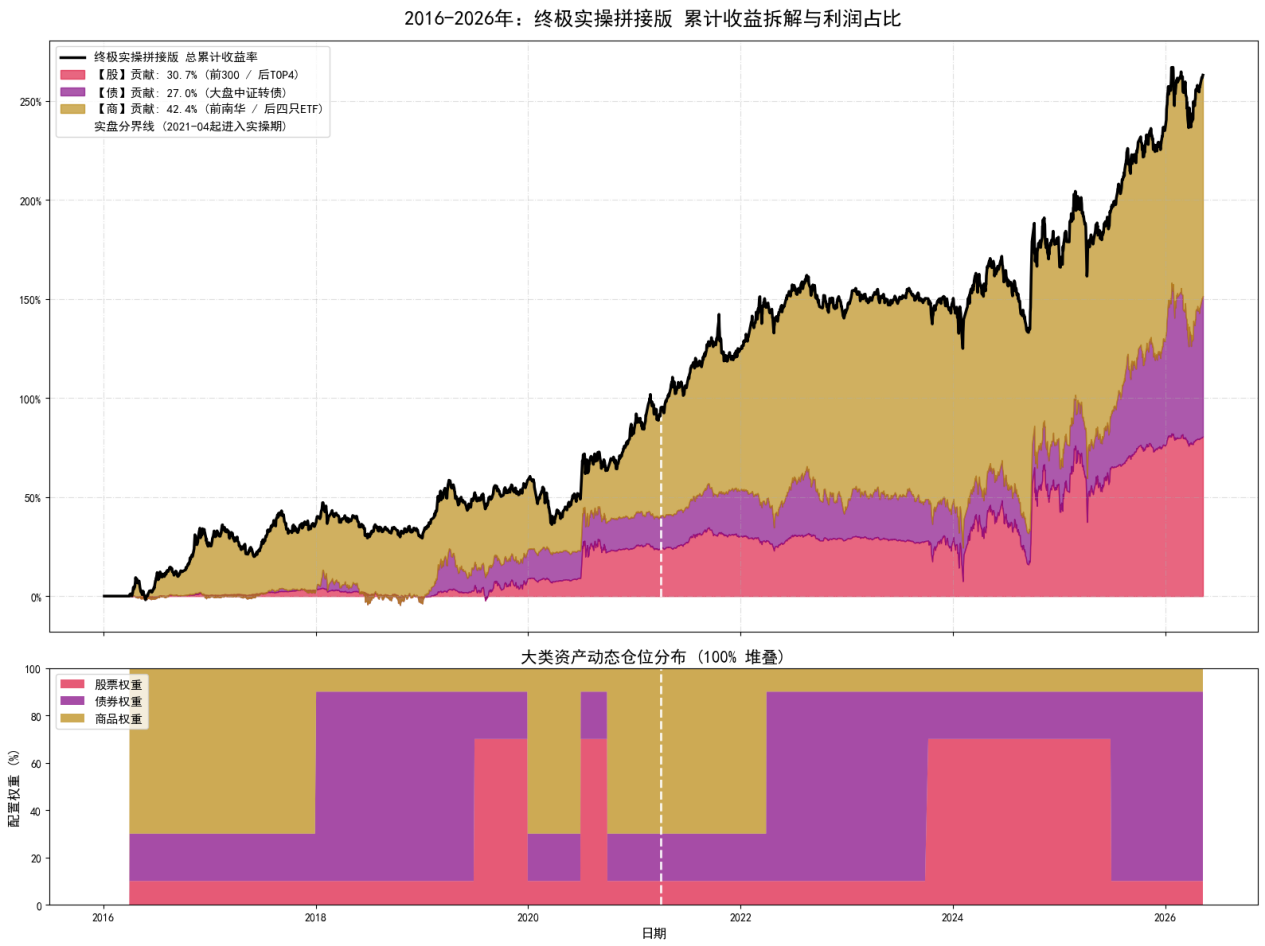 2016-2026年: 终极实操拼接版 累计收益拆解与利润占比
终极实操拼接版 总累计收益率
【股】贡献: 30.7% (前300 / 后TOP4)
【债】贡献: 27.0% (大盘中证转债)
【商】贡献: 42.4% (前南华 / 后四只ETF)
实盘分界线 (2021-04起进入实操期)
250%
200%
150%
100%
50%
0%
大类资产动态仓位分布 (100% 堆叠)
股票权重
债券权重
商品权重
配置权重 (%)
100
80
60
40
20
0
2016
2018
2020
2022
2024
2026
日期